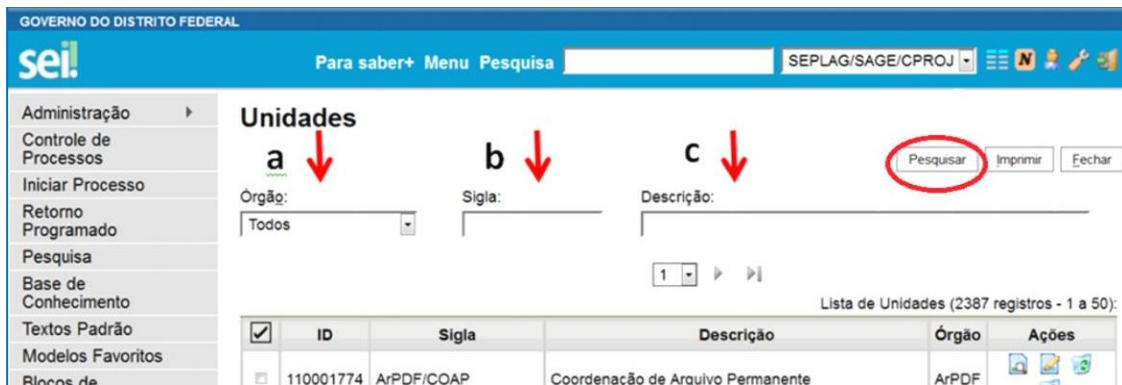 GOVERNO DO DISTRITO FEDERAL
sei!
Para saber+ Menu Pesquisa
SEPLAG/SAGE/CPROJ
N
Administração
Controle de
Processos
Iniciar Processo
Retorno
Programado
Pesquisa
Base de
Conhecimento
Textos Padrão
Modelos Favoritos
Blocos de
Unidades
a
b
c
Pesquisar
Imprimir
Fechar
Órgão:
Sigla:
Descrição:
Todos
1
Lista de Unidades (2387 registros - 1 a 50):
ID
Sigla
Descrição
Órgão
Ações
110001774
ArPDF/COAP
Coordenação de Arquivo Permanente
ArPDF